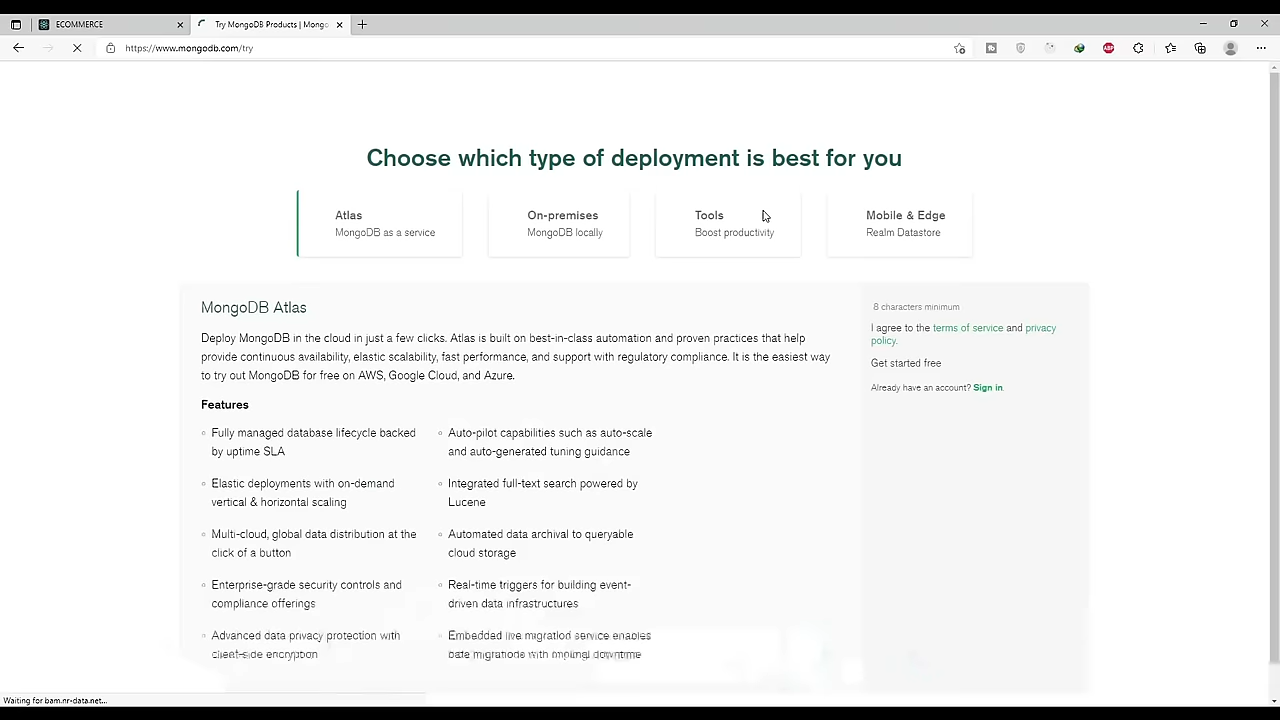 ECOMMERCE
Try MongoDB Products | Mongo
https://www.mongodb.com/try
Choose which type of deployment is best for you
Atlas
MongoDB as a service
On-premises
MongoDB locally
Tools
Boost productivity
Mobile & Edge
Realm Datastore
MongoDB Atlas
Deploy MongoDB in the cloud in just a few clicks. Atlas is built on best-in-class automation and proven practices that help
provide continuous availability, elastic scalability, fast performance, and support with regulatory compliance. It is the easiest way
to try out MongoDB for free on AWS, Google Cloud, and Azure.
Features
Fully managed database lifecycle backed
by uptime SLA
Elastic deployments with on-demand
vertical & horizontal scaling
Multi-cloud, global data distribution at the
click of a button
Enterprise-grade security controls and
compliance offerings
Advanced data privacy protection with
client-side encryption
Auto-pilot capabilities such as auto-scale
and auto-generated tuning guidance
Integrated full-text search powered by
Lucene
Automated data archival to queryable
cloud storage
Real-time triggers for building event-
driven data infrastructures
Embedded live migration service enables
data migrations with minimal downtime
8 characters minimum
I agree to the terms of service and privacy
policy.
Get started free
Already have an account? Sign in.
ABP
Waiting for bam.nr-data.net...